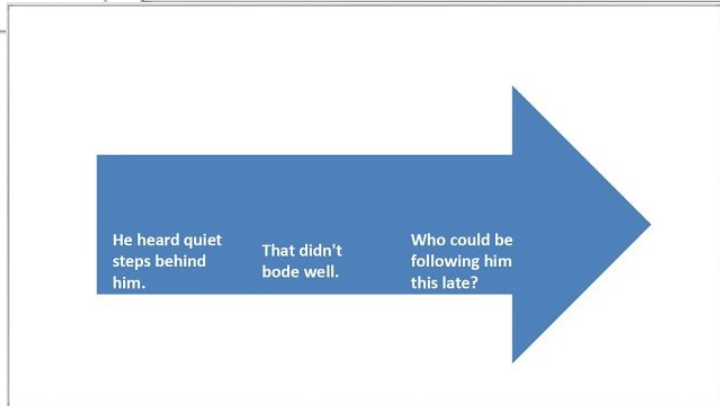 He heard quiet
steps behind
him.
That didn't
bode well.
Who could be
following him
this late?